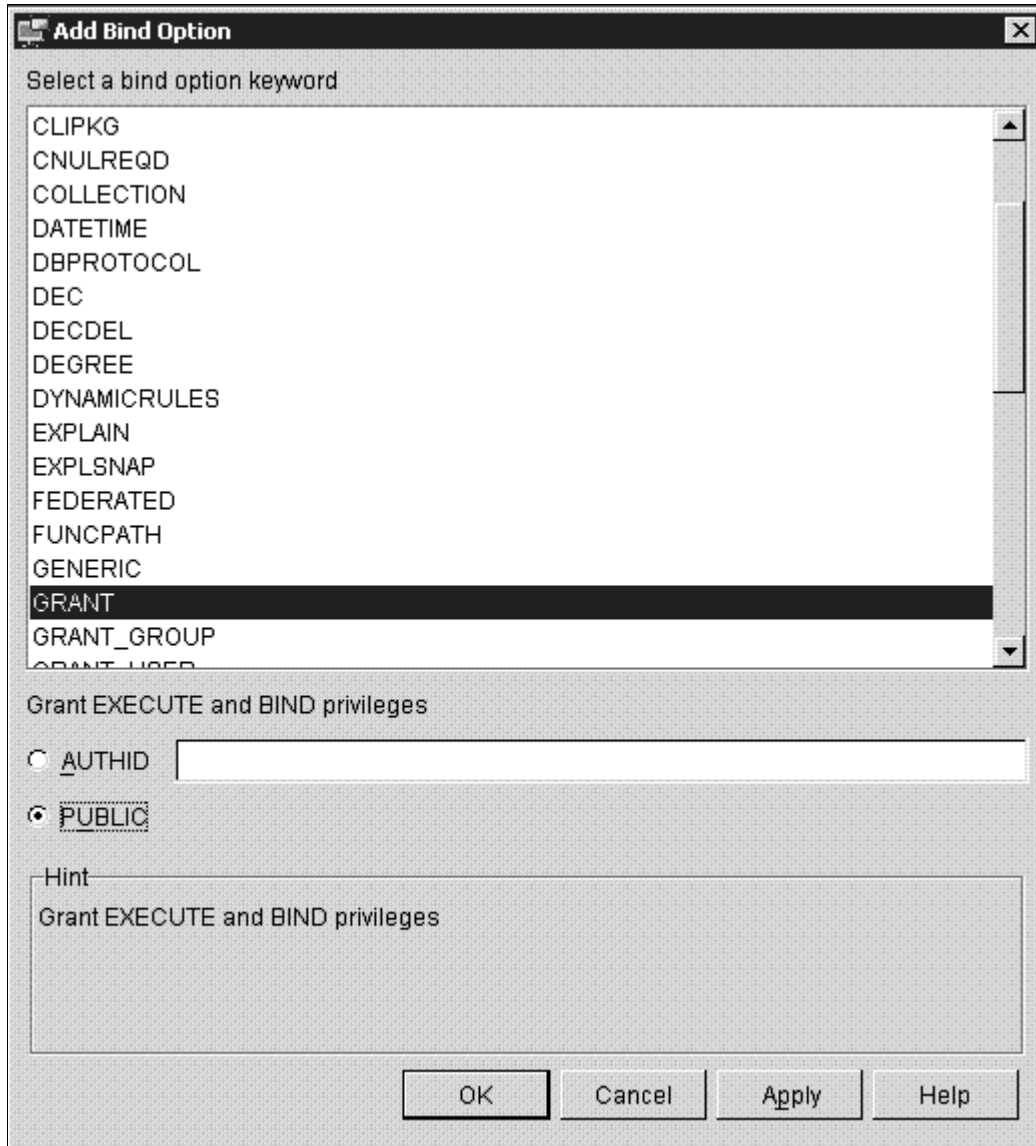 Add Bind Option
Select a bind option keyword
CLIPKG
CNULREQD
COLLECTION
DATETIME
DBPROTOCOL
DEC
DECDEL
DEGREE
DYNAMICRULES
EXPLAIN
EXPLSNAP
FEDERATED
FUNCPATH
GENERIC
GRANT
GRANT_GROUP
GRANT_USER
Grant EXECUTE and BIND privileges
AUTHID
PUBLIC
Hint
Grant EXECUTE and BIND privileges
OK Cancel Apply Help